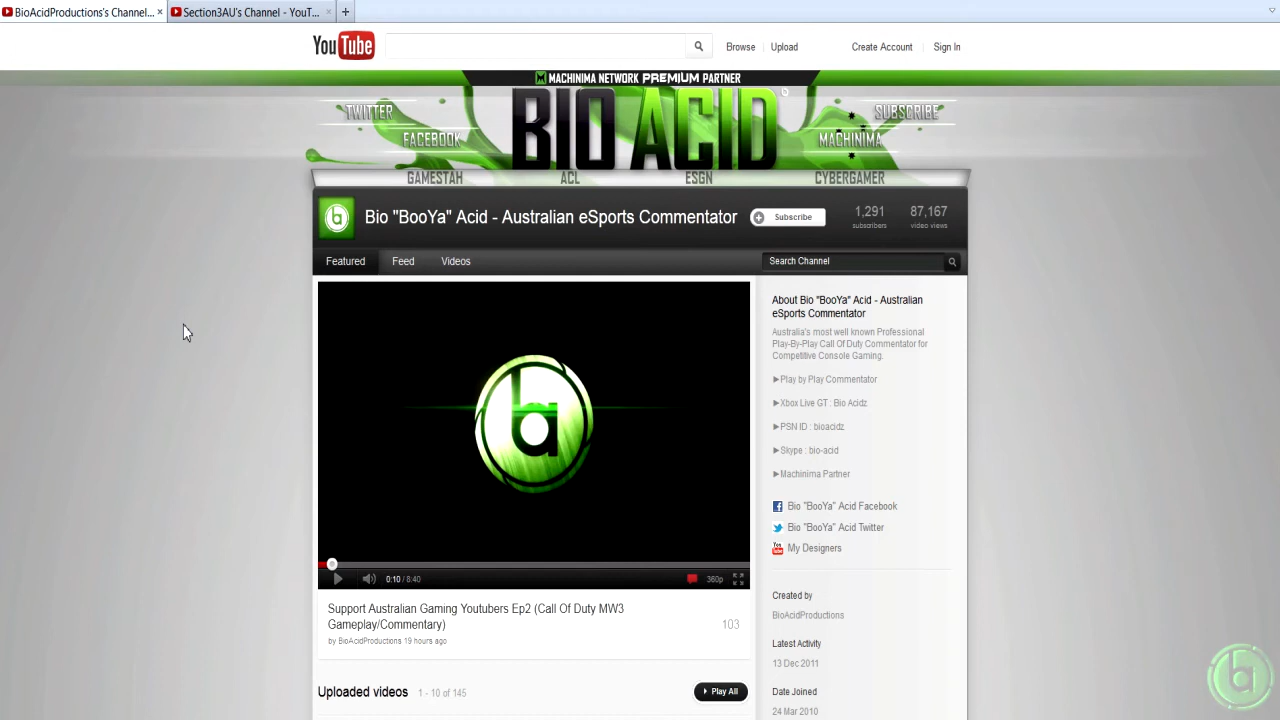 BioAcidProductions's Channel...
Section3AU's Channel - YouT...
YouTube
Browse
Upload
Create Account
Sign In
MACHINIMA NETWORK PREMIUM PARTNER
BIO ACID
TWITTER
FACEBOOK
SUBSCRIBE
MACHINIMA
GAMESTAH
ACL
ESGN
CYBERGAMER
Bio "BooYa" Acid - Australian eSports Commentator
Subscribe
1,291
subscribers
87,167
video views
Featured
Feed
Videos
Search Channel
0:10 / 8:40
360p
Support Australian Gaming Youtubers Ep2 (Call Of Duty MW3
Gameplay/Commentary)
103
by BioAcidProductions 19 hours ago
Uploaded videos
1 - 10 of 145
Play All
About Bio "BooYa" Acid - Australian
eSports Commentator
Australia's most well known Professional
Play-By-Play Call Of Duty Commentator for
Competitive Console Gaming.
►Play by Play Commentator
►Xbox Live GT : Bio Acidz
►PSN ID : bioacidz
►Skype : bio-acid
►Machinima Partner
Bio "BooYa" Acid Facebook
Bio "BooYa" Acid Twitter
My Designers
Created by
BioAcidProductions
Latest Activity
13 Dec 2011
Date Joined
24 Mar 2010